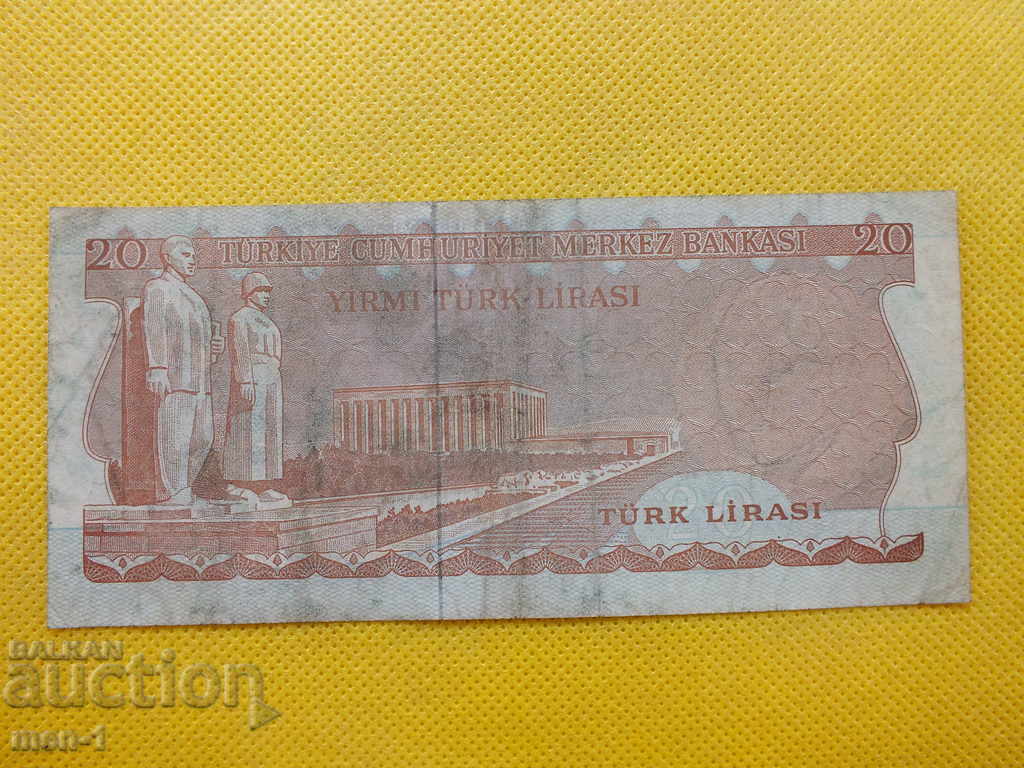 20 TÜRKİYE CUMHURİYET MERKEZ BANKASI 20
YİRMİ TÜRK LİRASI
20
TÜRK LİRASI
BALKAN
auction
men-1